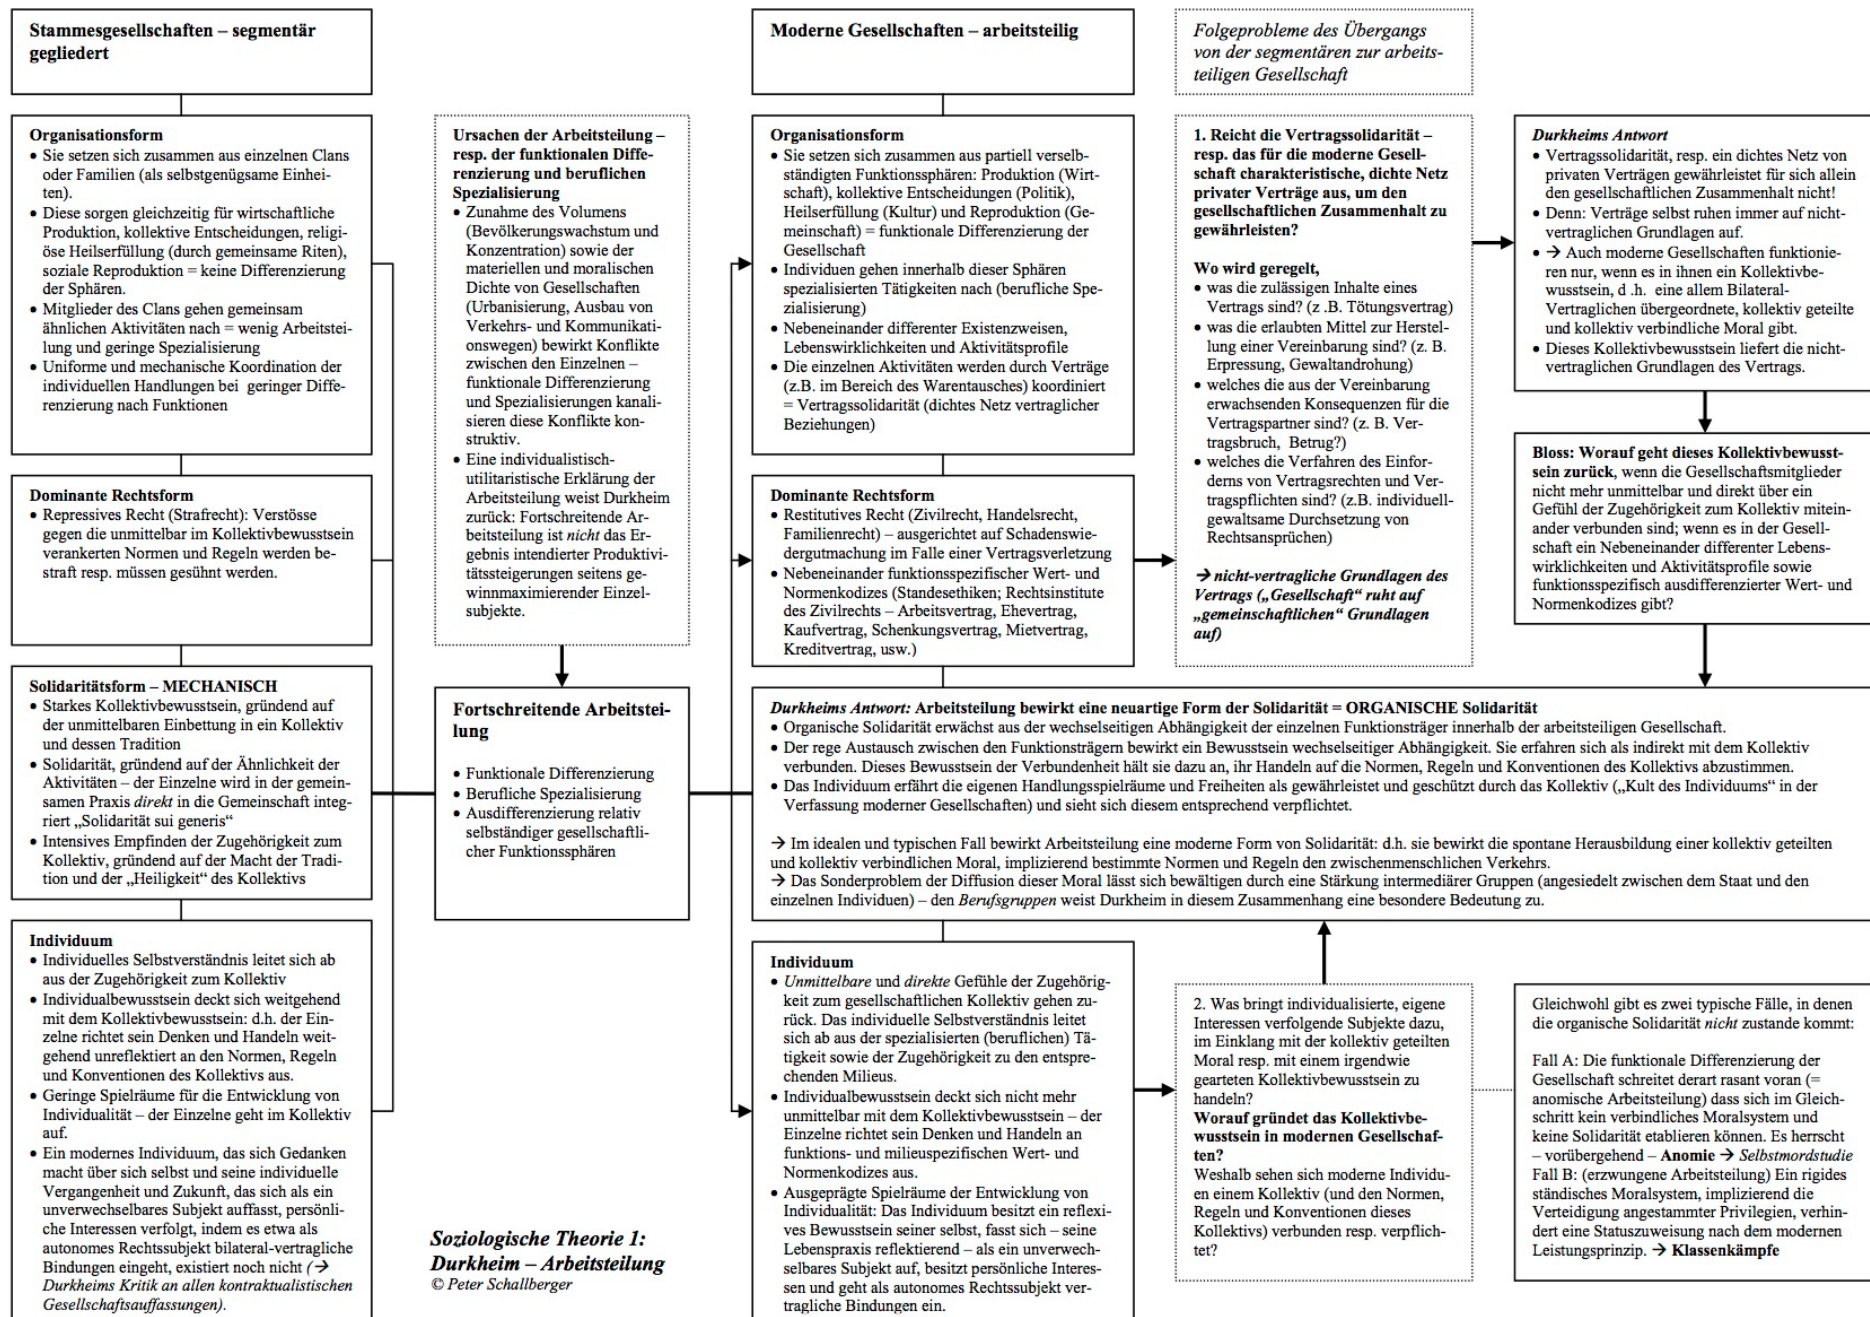 Stammesgesellschaften – segmentär
gegliedert
Organisationsform
• Sie setzen sich zusammen aus einzelnen Clans
oder Familien (als selbstgenügsame Einhei-
ten).
• Diese sorgen gleichzeitig für wirtschaftliche
Produktion, kollektive Entscheidungen, religi-
öse Heilserfüllung (durch gemeinsame Riten),
soziale Reproduktion = keine Differenzierung
der Sphären.
• Mitglieder des Clans gehen gemeinsam
ähnlichen Aktivitäten nach = wenig Arbeitstei-
lung und geringe Spezialisierung
• Uniforme und mechanische Koordination der
individuellen Handlungen bei geringer Diffe-
renzierung nach Funktionen
Dominante Rechtsform
• Repressives Recht (Strafrecht): Verstösse
gegen die unmittelbar im Kollektivbewusstsein
verankerten Normen und Regeln werden be-
straft resp. müssen gesühnt werden.
Solidaritätsform – MECHANISCH
• Starkes Kollektivbewusstsein, gründend auf
der unmittelbaren Einbettung in ein Kollektiv
und dessen Tradition
• Solidarität, gründend auf der Ähnlichkeit der
Aktivitäten – der Einzelne wird in der gemein-
samen Praxis direkt in die Gemeinschaft integ-
riert „Solidarität sui generis“
• Intensives Empfinden der Zugehörigkeit zum
Kollektiv, gründend auf der Macht der Tradi-
tion und der „Heiligkeit“ des Kollektivs
Individuum
• Individuelles Selbstverständnis leitet sich ab
aus der Zugehörigkeit zum Kollektiv
• Individualbewusstsein deckt sich weitgehend
mit dem Kollektivbewusstsein: d.h. der Ein-
zelne richtet sein Denken und Handeln weit-
gehend unreflektiert an den Normen, Regeln
und Konventionen des Kollektivs aus.
• Geringe Spielräume für die Entwicklung von
Individualität – der Einzelne geht im Kollektiv
auf.
• Ein modernes Individuum, das sich Gedanken
macht über sich selbst und seine individuelle
Vergangenheit und Zukunft, das sich als ein
unverwechselbares Subjekt auffasst, persön-
liche Interessen verfolgt, indem es etwa als
autonomes Rechtssubjekt bilateral-vertragliche
Bindungen eingeht, existiert noch nicht (→
Durkheims Kritik an allen kontraktualistischen
Gesellschaftsauffassungen).
Ursachen der Arbeitsteilung –
resp. der funktionalen Diffe-
renzierung und beruflichen
Spezialisierung
• Zunahme des Volumens
(Bevölkerungswachstum und
Konzentration) sowie der
materiellen und moralischen
Dichte von Gesellschaften
(Urbanisierung, Ausbau von
Verkehrs- und Kommunikati-
onswegen) bewirkt Konflikte
zwischen den Einzelnen –
funktionale Differenzierung
und Spezialisierungen kanali-
sieren diese Konflikte kon-
struktiv.
• Eine individualistisch-
utilitaristische Erklärung der
Arbeitsteilung weist Durkheim
zurück: Fortschreitende Ar-
beitsteilung ist nicht das Er-
gebnis intendierter Produktivi-
tätssteigerungen seitens ge-
winnmaximierender Einzel-
subjekte.
Fortschreitende Arbeitstei-
lung
• Funktionale Differenzierung
• Berufliche Spezialisierung
• Ausdifferenzierung relativ
selbständiger gesellschaftli-
cher Funktionssphären
Soziologische Theorie 1:
Durkheim – Arbeitsteilung
© Peter Schallberger
Moderne Gesellschaften – arbeitsteilig
Organisationsform
• Sie setzen sich zusammen aus partiell verselb-
ständigten Funktionssphären: Produktion (Wirt-
schaft), kollektive Entscheidungen (Politik),
Heilserfüllung (Kultur) und Reproduktion (Ge-
meinschaft) = funktionale Differenzierung der
Gesellschaft
• Individuen gehen innerhalb dieser Sphären
spezialisierten Tätigkeiten nach (berufliche Spe-
zialisierung)
• Nebeneinander differenter Existenzweisen,
Lebenswirklichkeiten und Aktivitätsprofile
• Die einzelnen Aktivitäten werden durch Verträge
(z.B. im Bereich des Warentausches) koordiniert
= Vertragssolidarität (dichtes Netz vertraglicher
Beziehungen)
Dominante Rechtsform
• Restitutives Recht (Zivilrecht, Handelsrecht,
Familienrecht) – ausgerichtet auf Schadenswie-
dergutmachung im Falle einer Vertragsverletzung
• Nebeneinander funktionsspezifischer Wert- und
Normenkodizes (Standesethiken; Rechtsinstitute
des Zivilrechts – Arbeitsvertrag, Ehevertrag,
Kaufvertrag, Schenkungsvertrag, Mietvertrag,
Kreditvertrag, usw.)
Folgeprobleme des Übergangs
von der segmentären zur arbeits-
teiligen Gesellschaft
1. Reicht die Vertragssolidarität –
resp. das für die moderne Gesell-
schaft charakteristische, dichte Netz
privater Verträge aus, um den
gesellschaftlichen Zusammenhalt zu
gewährleisten?
Wo wird geregelt,
• was die zulässigen Inhalte eines
Vertrags sind? (z .B. Tötungsvertrag)
• was die erlaubten Mittel zur Herstel-
lung einer Vereinbarung sind? (z. B.
Erpressung, Gewaltandrohung)
• welches die aus der Vereinbarung
erwachsenden Konsequenzen für die
Vertragspartner sind? (z. B. Ver-
tragsbruch, Betrug?)
• welches die Verfahren des Einfor-
derns von Vertragsrechten und Ver-
tragspflichten sind? (z.B. individuell-
gewaltsame Durchsetzung von
Rechtsansprüchen)
→ nicht-vertragliche Grundlagen des
Vertrags („Gesellschaft“ ruht auf
„gemeinschaftlichen“ Grundlagen
auf)
Durkheims Antwort
• Vertragssolidarität, resp. ein dichtes Netz von
privaten Verträgen gewährleistet für sich allein
den gesellschaftlichen Zusammenhalt nicht!
• Denn: Verträge selbst ruhen immer auf nicht-
vertraglichen Grundlagen auf.
• → Auch moderne Gesellschaften funktionie-
ren nur, wenn es in ihnen ein Kollektivbe-
wusstsein, d .h. eine allem Bilateral-
Vertraglichen übergeordnete, kollektiv geteilte
und kollektiv verbindliche Moral gibt.
• Dieses Kollektivbewusstsein liefert die nicht-
vertraglichen Grundlagen des Vertrags.
Bloss: Worauf geht dieses Kollektivbewusst-
sein zurück, wenn die Gesellschaftsmitglieder
nicht mehr unmittelbar und direkt über ein
Gefühl der Zugehörigkeit zum Kollektiv mitein-
ander verbunden sind; wenn es in der Gesell-
schaft ein Nebeneinander differenter Lebens-
wirklichkeiten und Aktivitätsprofile sowie
funktionsspezifisch ausdifferenzierter Wert- und
Normenkodizes gibt?
Durkheims Antwort: Arbeitsteilung bewirkt eine neuartige Form der Solidarität = ORGANISCHE Solidarität
• Organische Solidarität erwächst aus der wechselseitigen Abhängigkeit der einzelnen Funktionsträger innerhalb der arbeitsteiligen Gesellschaft.
• Der rege Austausch zwischen den Funktionsträgern bewirkt ein Bewusstsein wechselseitiger Abhängigkeit. Sie erfahren sich als indirekt mit dem Kollektiv
verbunden. Dieses Bewusstsein der Verbundenheit hält sie dazu an, ihr Handeln auf die Normen, Regeln und Konventionen des Kollektivs abzustimmen.
• Das Individuum erfährt die eigenen Handlungsspielräume und Freiheiten als gewährleistet und geschützt durch das Kollektiv („Kult des Individuums“ in der
Verfassung moderner Gesellschaften) und sieht sich diesem entsprechend verpflichtet.
→ Im idealen und typischen Fall bewirkt Arbeitsteilung eine moderne Form von Solidarität: d.h. sie bewirkt die spontane Herausbildung einer kollektiv geteilten
und kollektiv verbindlichen Moral, implizierend bestimmte Normen und Regeln den zwischenmenschlichen Verkehrs.
→ Das Sonderproblem der Diffusion dieser Moral lässt sich bewältigen durch eine Stärkung intermediärer Gruppen (angesiedelt zwischen dem Staat und den
einzelnen Individuen) – den Berufsgruppen weist Durkheim in diesem Zusammenhang eine besondere Bedeutung zu.
Individuum
• Unmittelbare und direkte Gefühle der Zugehörig-
keit zum gesellschaftlichen Kollektiv gehen zu-
rück. Das individuelle Selbstverständnis leitet
sich ab aus der spezialisierten (beruflichen) Tä-
tigkeit sowie der Zugehörigkeit zu den entspre-
chenden Milieus.
• Individualbewusstsein deckt sich nicht mehr
unmittelbar mit dem Kollektivbewusstsein – der
Einzelne richtet sein Denken und Handeln an
funktions- und milieuspezifischen Wert- und
Normenkodizes aus.
• Ausgeprägte Spielräume der Entwicklung von
Individualität: Das Individuum besitzt ein reflexi-
ves Bewusstsein seiner selbst, fasst sich – seine
Lebenspraxis reflektierend – als ein unverwech-
selbares Subjekt auf, besitzt persönliche Interes-
sen und geht als autonomes Rechtssubjekt ver-
tragliche Bindungen ein.
2. Was bringt individualisierte, eigene
Interessen verfolgende Subjekte dazu,
im Einklang mit der kollektiv geteilten
Moral resp. mit einem irgendwie
gearteten Kollektivbewusstsein zu
handeln?
Worauf gründet das Kollektivbe-
wusstsein in modernen Gesellschaf-
ten?
Weshalb sehen sich moderne Individu-
en einem Kollektiv (und den Normen,
Regeln und Konventionen dieses
Kollektivs) verbunden resp. verpflich-
tet?
Gleichwohl gibt es zwei typische Fälle, in denen
die organische Solidarität nicht zustande kommt:
Fall A: Die funktionale Differenzierung der
Gesellschaft schreitet derart rasant voran (=
anomische Arbeitsteilung) dass sich im Gleich-
schritt kein verbindliches Moralsystem und
keine Solidarität etablieren können. Es herrscht
– vorübergehend – Anomie → Selbstmordstudie
Fall B: (erzwungene Arbeitsteilung) Ein rigides
ständisches Moralsystem, implizierend die
Verteidigung angestammter Privilegien, verhin-
dert eine Statuszuweisung nach dem modernen
Leistungsprinzip. → Klassenkämpfe